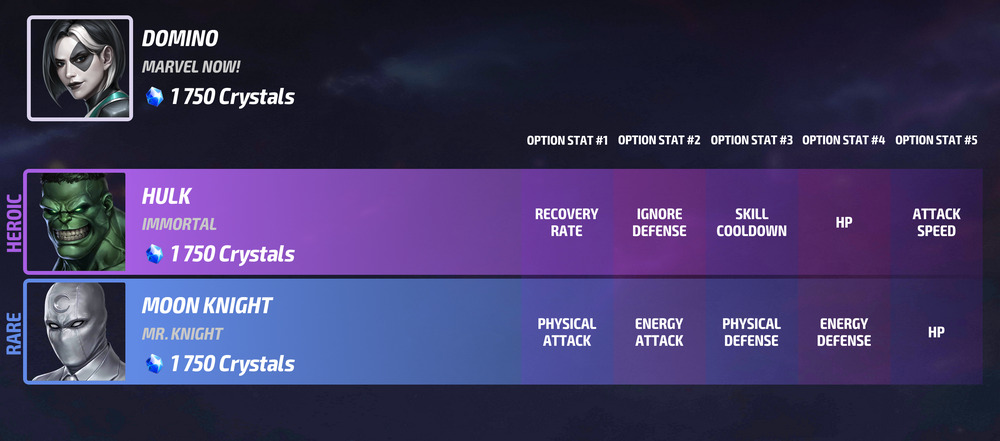 DOMINO
MARVEL NOW!
1 750 Crystals
OPTION STAT #1 OPTION STAT #2 OPTION STAT #3 OPTION STAT #4 OPTION STAT #5
HEROIC
HULK
IMMORTAL
1 750 Crystals
RECOVERY
RATE
IGNORE
DEFENSE
SKILL
COOLDOWN
HP
ATTACK
SPEED
RARE
MOON KNIGHT
MR. KNIGHT
1 750 Crystals
PHYSICAL
ATTACK
ENERGY
ATTACK
PHYSICAL
DEFENSE
ENERGY
DEFENSE
HP